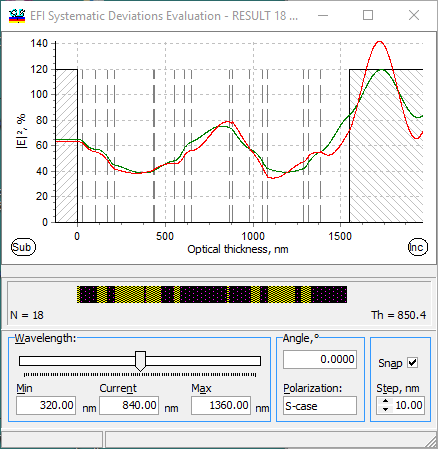 EFI Systematic Deviations Evaluation - RESULT 18 ...
140
120
100
80
60
40
20
0
|E|², %
0 500 1000 1500
Optical thickness, nm
Sub
Inc
N = 18
Th = 850.4
Wavelength:
Min Current Max
320.00 nm 840.00 nm 1360.00 nm
Angle,°
0.0000
Polarization:
S-case
Snap
Step, nm
10.00